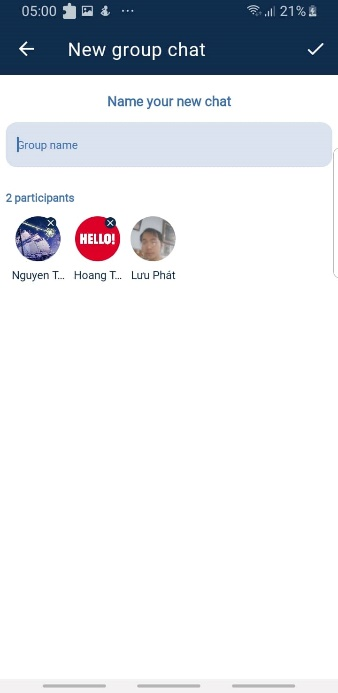 05:00 ... 21%
New group chat
Name your new chat
Group name
2 participants
HELLO!
Nguyen T... Hoang T... Lưu Phát